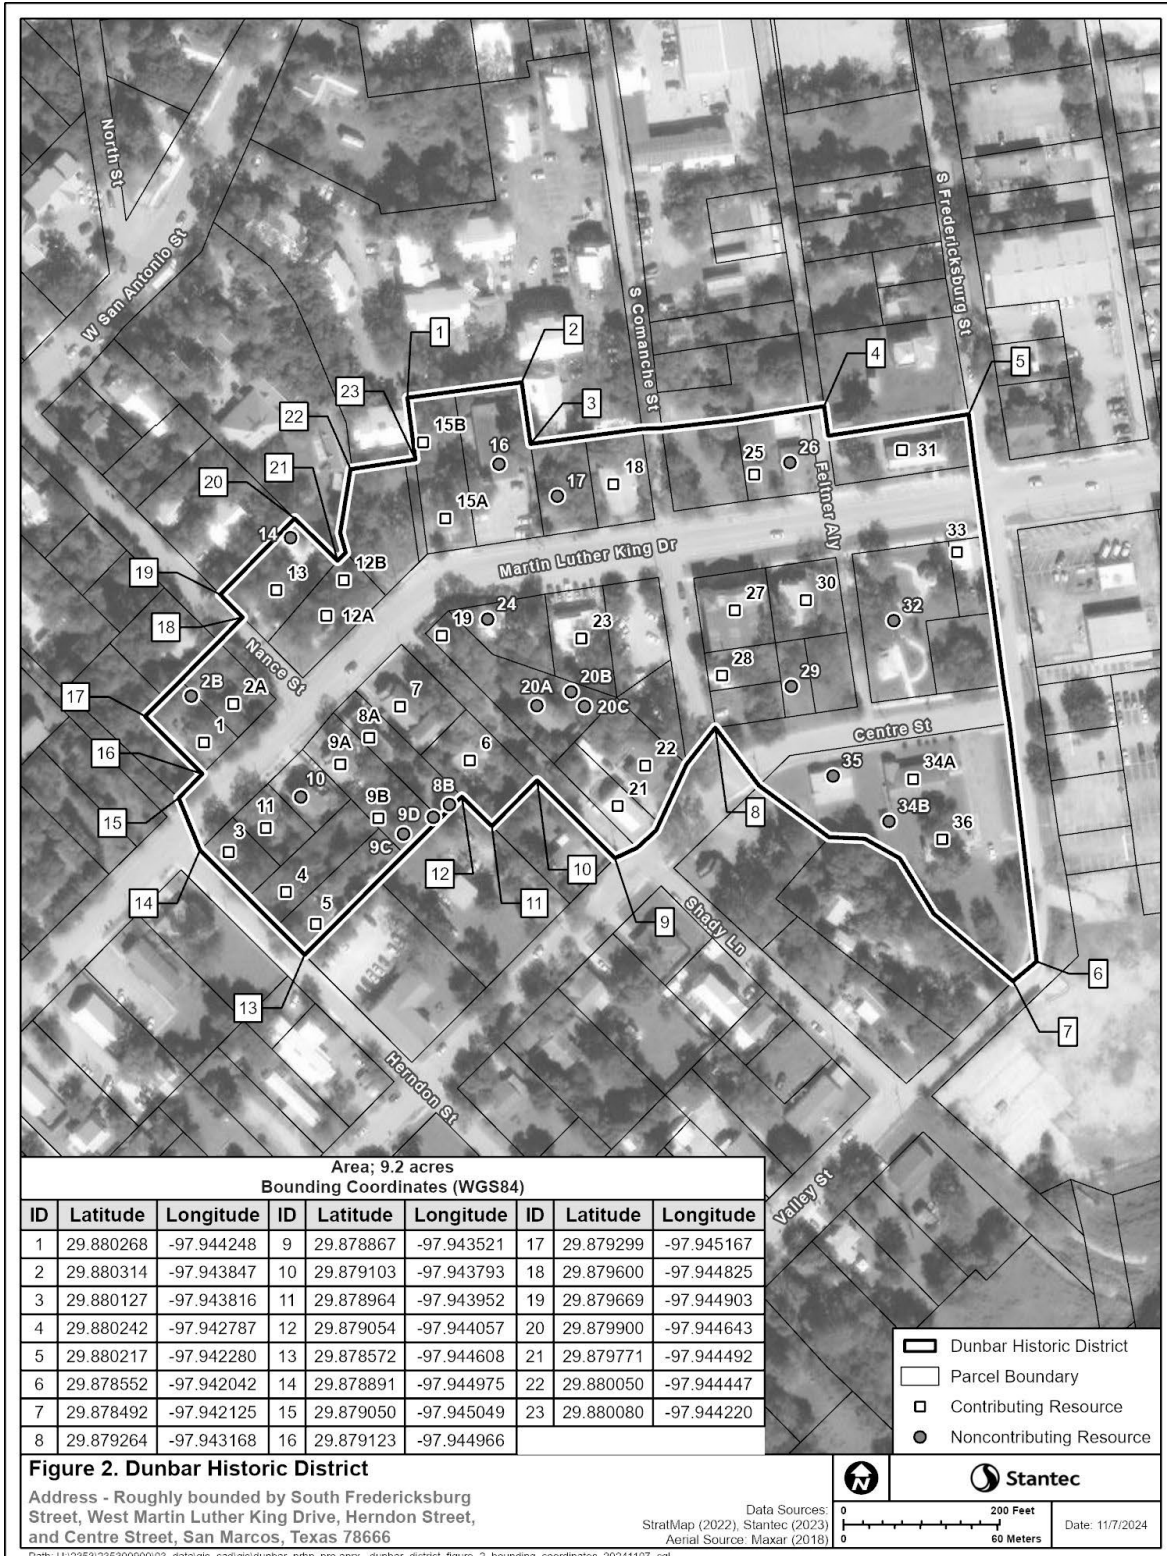 North St
W San Antonio St
S Comanche St
S Fredericksburg St
1
2
3
4
5
23
22
21
20
15B
16
17
18
25
26
31
15A
Feltner Aly
14
33
Martin Luther King Dr
12B
19
13
12A
18
19
24
23
27
30
32
Nance St
17
2B
2A
7
20A
20B
20C
28
29
1
8A
9A
6
22
Centre St
16
10
8B
21
35
34A
15
11
9B
9D
8
34B
3
9C
36
12
10
14
4
11
9
5
Shady Ln
6
13
7
Herndon St
Valley St
Area; 9.2 acres
Bounding Coordinates (WGS84)
ID Latitude Longitude ID Latitude Longitude ID Latitude Longitude
1 29.880268 -97.944248 9 29.878867 -97.943521 17 29.879299 -97.945167
2 29.880314 -97.943847 10 29.879103 -97.943793 18 29.879600 -97.944825
3 29.880127 -97.943816 11 29.878964 -97.943952 19 29.879669 -97.944903
4 29.880242 -97.942787 12 29.879054 -97.944057 20 29.879900 -97.944643
5 29.880217 -97.942280 13 29.878572 -97.944608 21 29.879771 -97.944492
6 29.878552 -97.942042 14 29.878891 -97.944975 22 29.880050 -97.944447
7 29.878492 -97.942125 15 29.879050 -97.945049 23 29.880080 -97.944220
8 29.879264 -97.943168 16 29.879123 -97.944966
Dunbar Historic District
Parcel Boundary
Contributing Resource
Noncontributing Resource
Figure 2. Dunbar Historic District
Address - Roughly bounded by South Fredericksburg
Street, West Martin Luther King Drive, Herndon Street,
and Centre Street, San Marcos, Texas 78666
Data Sources:
StratMap (2022), Stantec (2023)
Aerial Source: Maxar (2018)
N
Stantec
0 200 Feet
0 60 Meters
Date: 11/7/2024